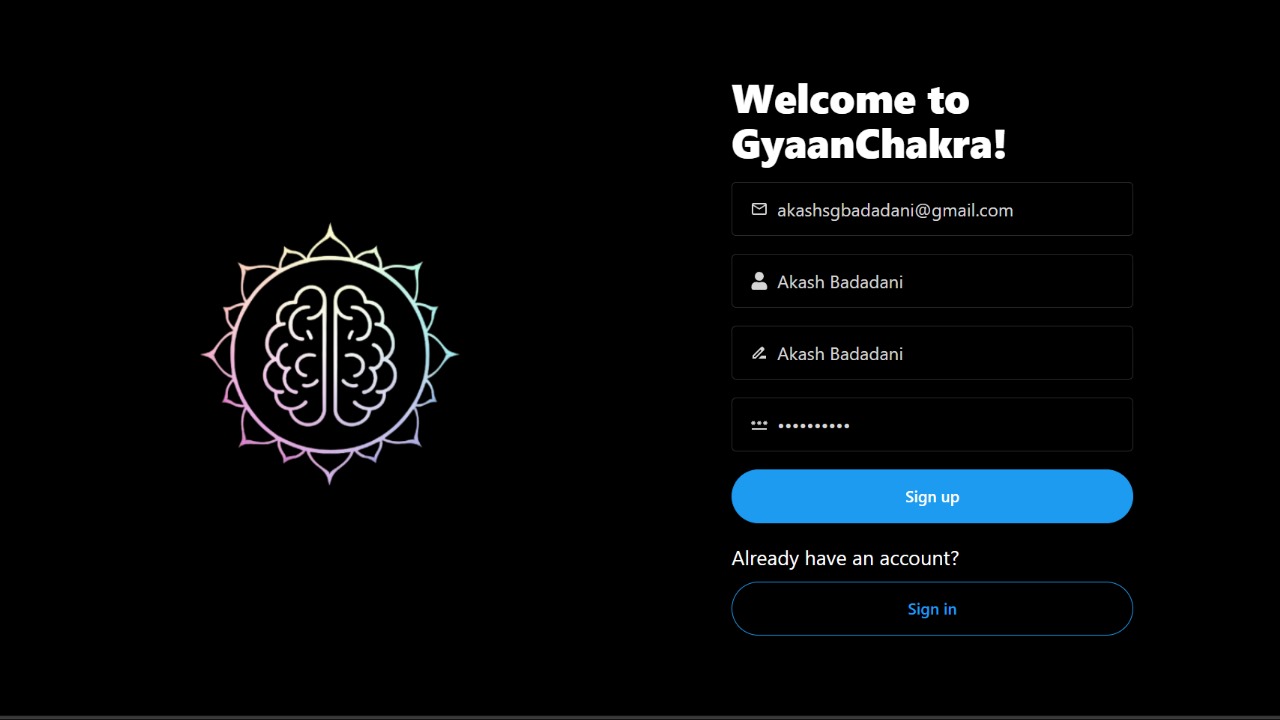 Welcome to
GyaanChakra!
akashsgbadadani@gmail.com
Akash Badadani
Akash Badadani
••••••••••
Sign up
Already have an account?
Sign in